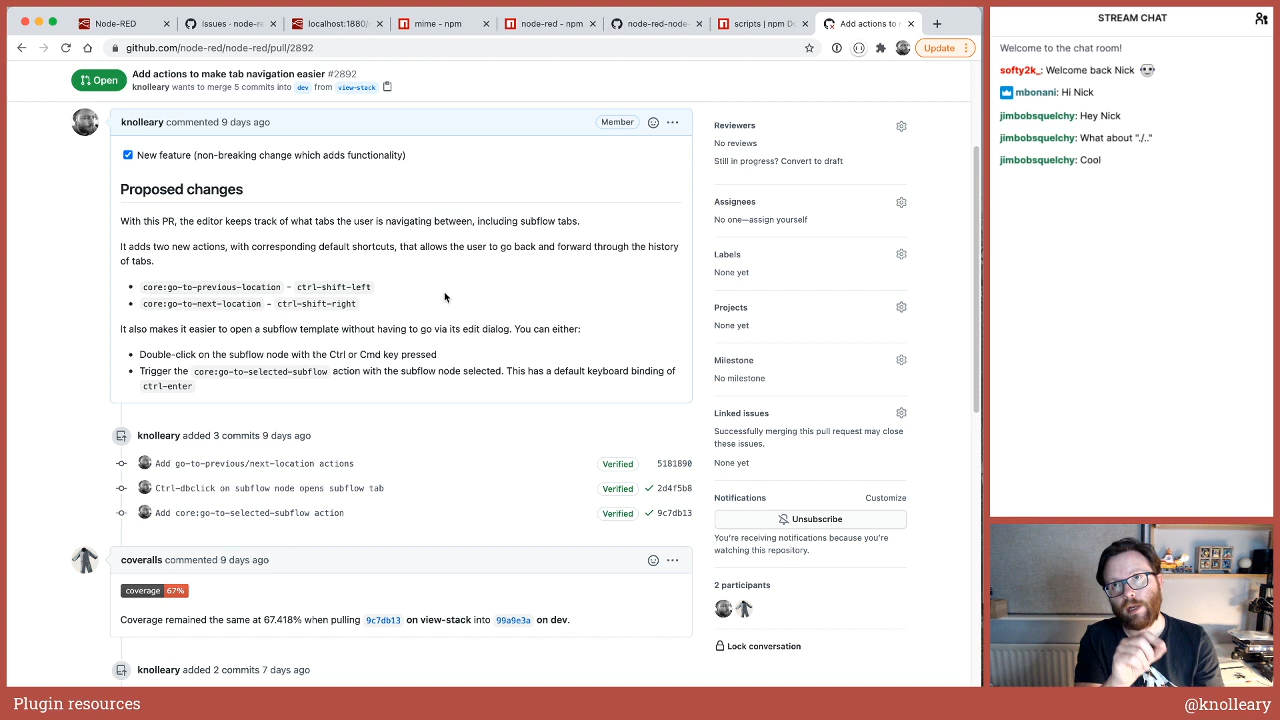 Node-RED
Issues · node-re
localhost:1880/
mime - npm
node-red - npm
node-red-node-
scripts | npm Do
Add actions to m
github.com/node-red/node-red/pull/2892
Update
Open
Add actions to make tab navigation easier #2892
knolleary wants to merge 5 commits into dev from view-stack
knolleary commented 9 days ago
Member
New feature (non-breaking change which adds functionality)
Proposed changes
With this PR, the editor keeps track of what tabs the user is navigating between, including subflow tabs.
It adds two new actions, with corresponding default shortcuts, that allows the user to go back and forward through the history
of tabs.
core:go-to-previous-location - ctrl-shift-left
core:go-to-next-location - ctrl-shift-right
It also makes it easier to open a subflow template without having to go via its edit dialog. You can either:
Double-click on the subflow node with the Ctrl or Cmd key pressed
Trigger the core:go-to-selected-subflow action with the subflow node selected. This has a default keyboard binding of
ctrl-enter
knolleary added 3 commits 9 days ago
Add go-to-previous/next-location actions
Verified
5181890
Ctrl-dbclick on subflow node opens subflow tab
Verified
2d4f5b8
Add core:go-to-selected-subflow action
Verified
9c7db13
coveralls commented 9 days ago
coverage 67%
Coverage remained the same at 67.418% when pulling 9c7db13 on view-stack into 99a9e3a on dev.
knolleary added 2 commits 7 days ago
Reviewers
No reviews
Still in progress? Convert to draft
Assignees
No one—assign yourself
Labels
None yet
Projects
None yet
Milestone
No milestone
Linked issues
Successfully merging this pull request may close
these issues.
None yet
Notifications
Customize
Unsubscribe
You're receiving notifications because you're
watching this repository.
2 participants
Lock conversation
STREAM CHAT
Welcome to the chat room!
softy2k_: Welcome back Nick
mbonani: Hi Nick
jimbobsquelchy: Hey Nick
jimbobsquelchy: What about "./.."
jimbobsquelchy: Cool
Plugin resources
@knolleary